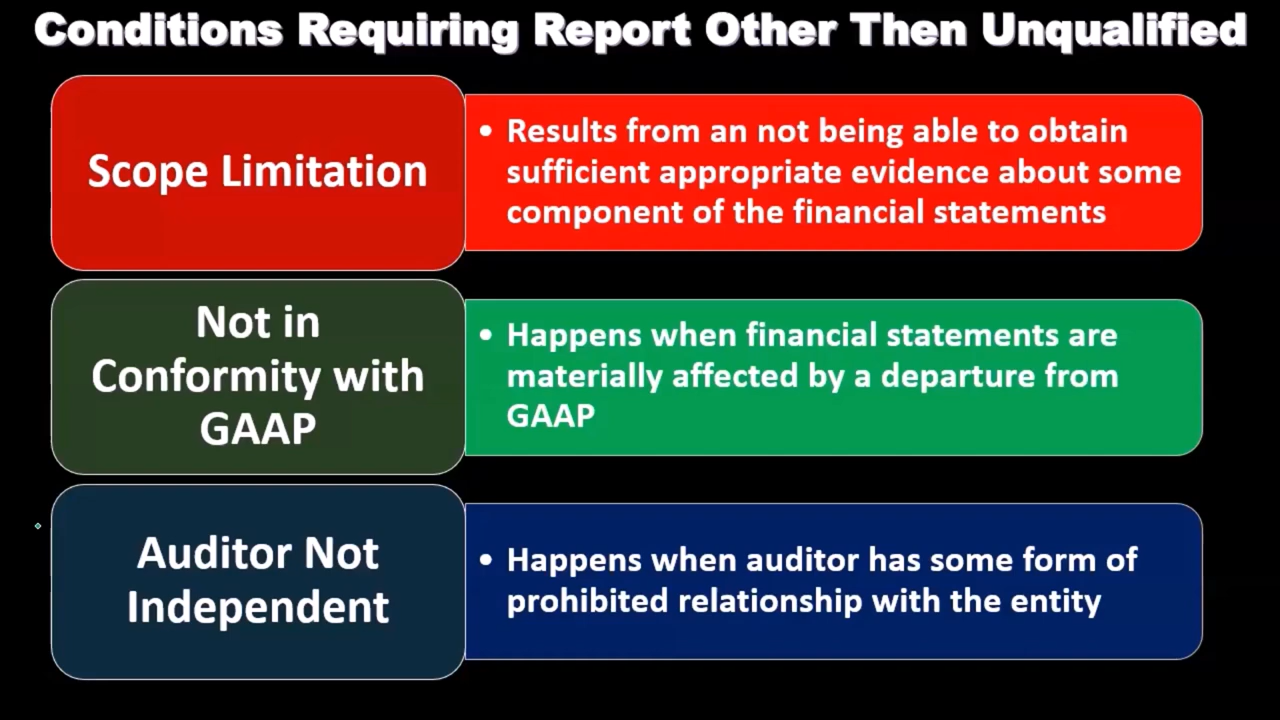 Conditions Requiring Report Other Then Unqualified
Scope Limitation
• Results from an not being able to obtain
sufficient appropriate evidence about some
component of the financial statements
Not in
Conformity with
GAAP
• Happens when financial statements are
materially affected by a departure from
GAAP
Auditor Not
Independent
• Happens when auditor has some form of
prohibited relationship with the entity